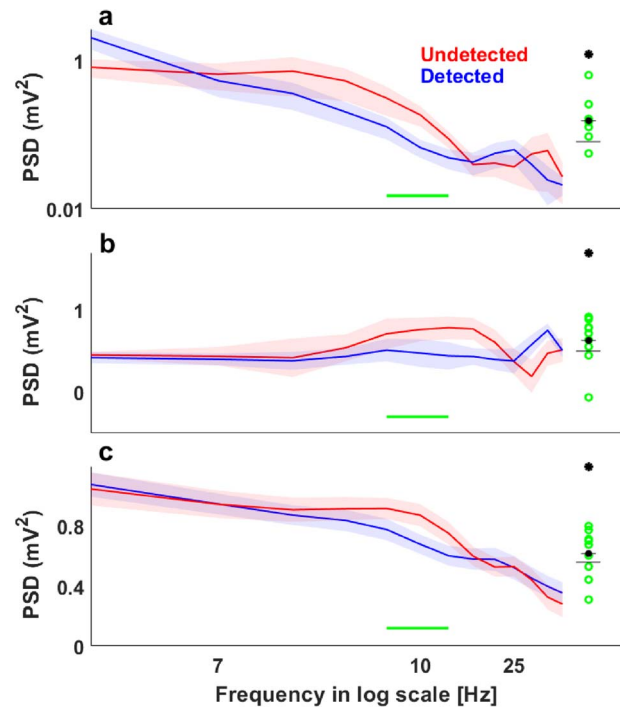 a
1
Undetected
Detected
PSD (mV²)
0.01
b
1
PSD (mV²)
0
c
0.8
PSD (mV²)
0.4
0
7 10 25
Frequency in log scale [Hz]